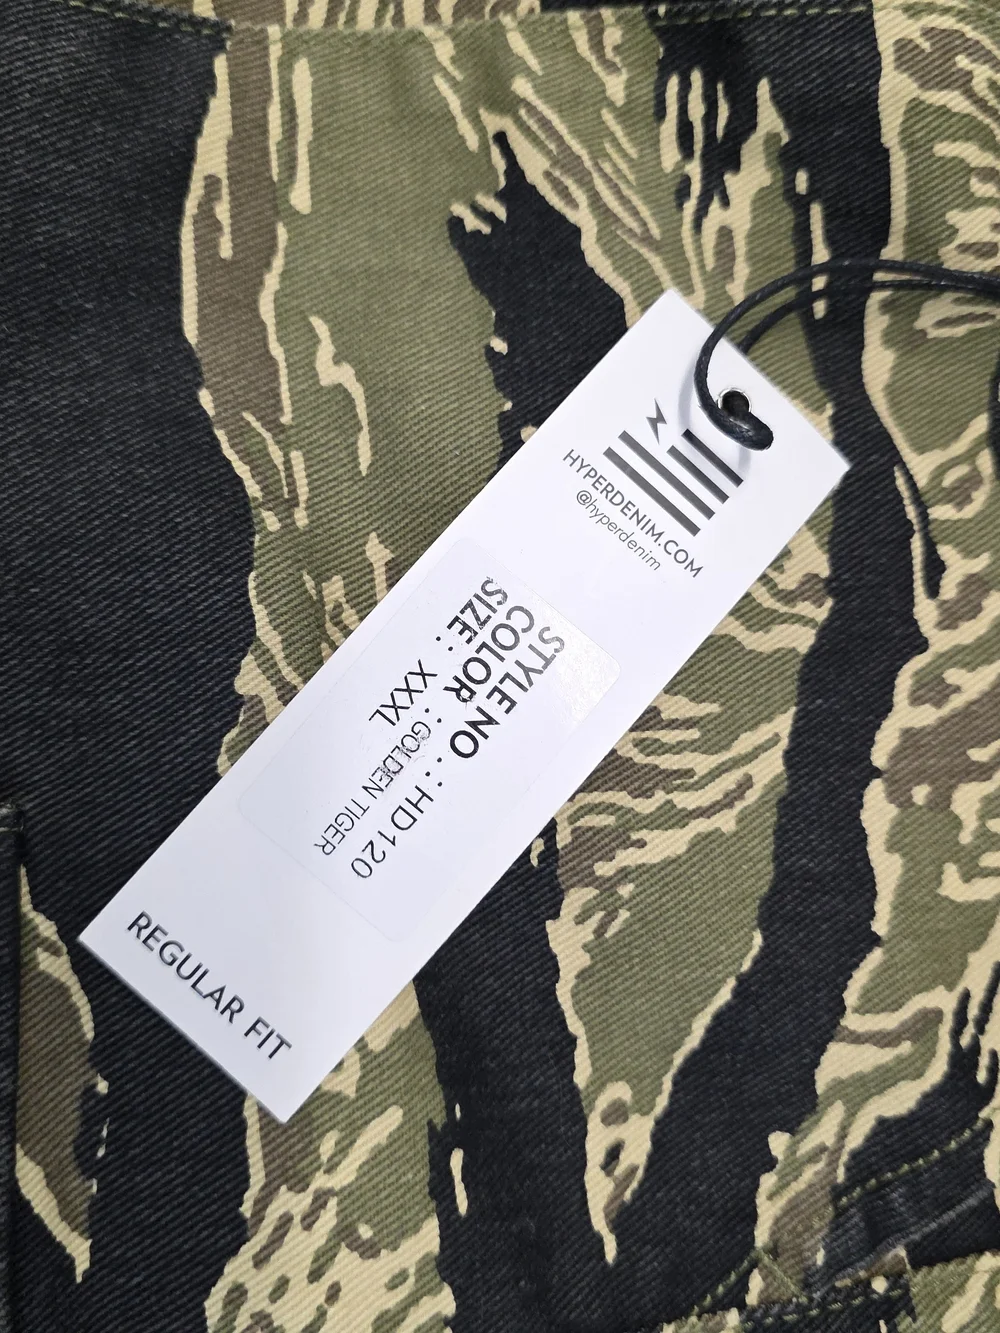 HYPERDENIM.COM
@hyperdenim
STYLE NO : HD120
COLOR : GOLDEN TIGER
SIZE : XXXL
REGULAR FIT